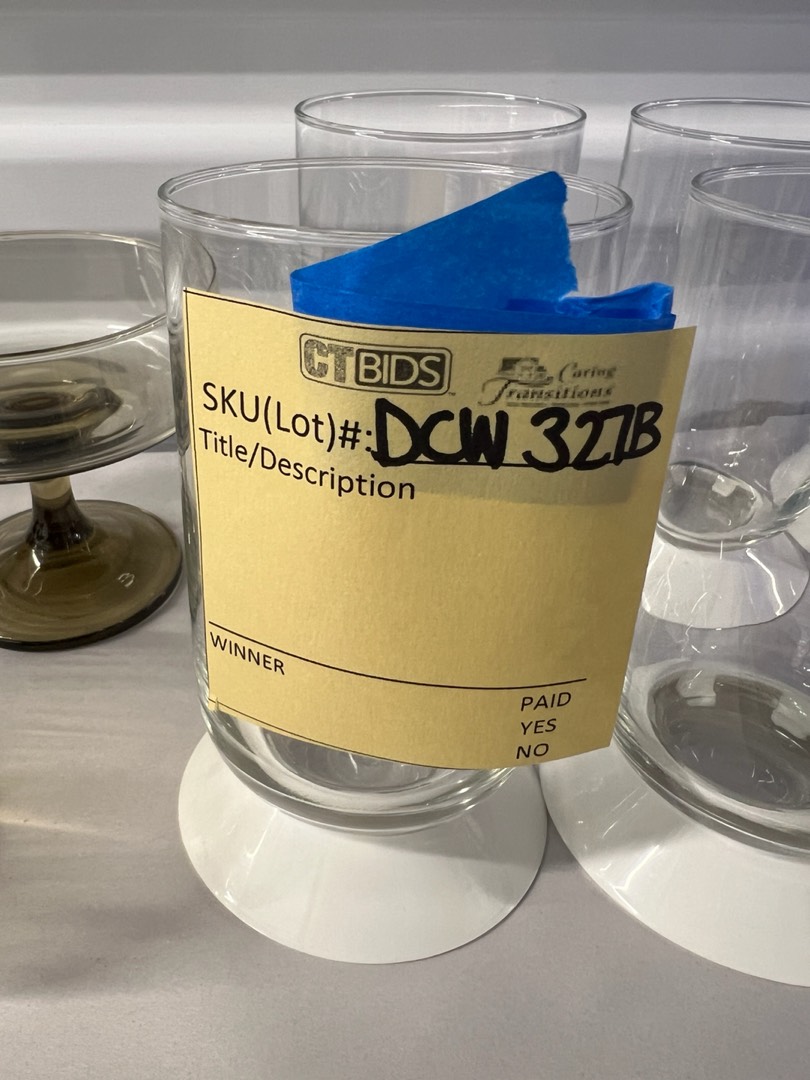 CTBIDS
Caring
Transitions
SKU(Lot)#: DCW 327B
Title/Description
WINNER
PAID
YES
NO